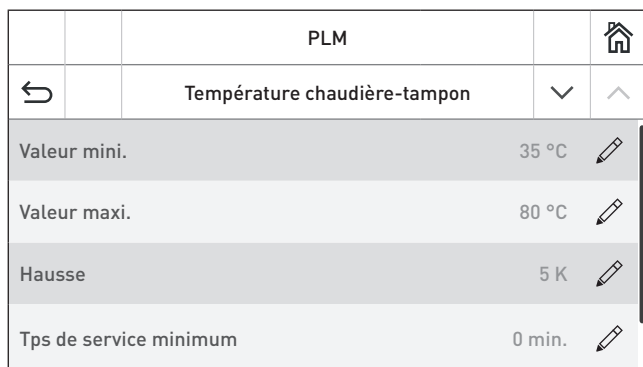 PLM
Température chaudière-tampon
Valeur mini. 35 °C
Valeur maxi. 80 °C
Hausse 5 K
Tps de service minimum 0 min.